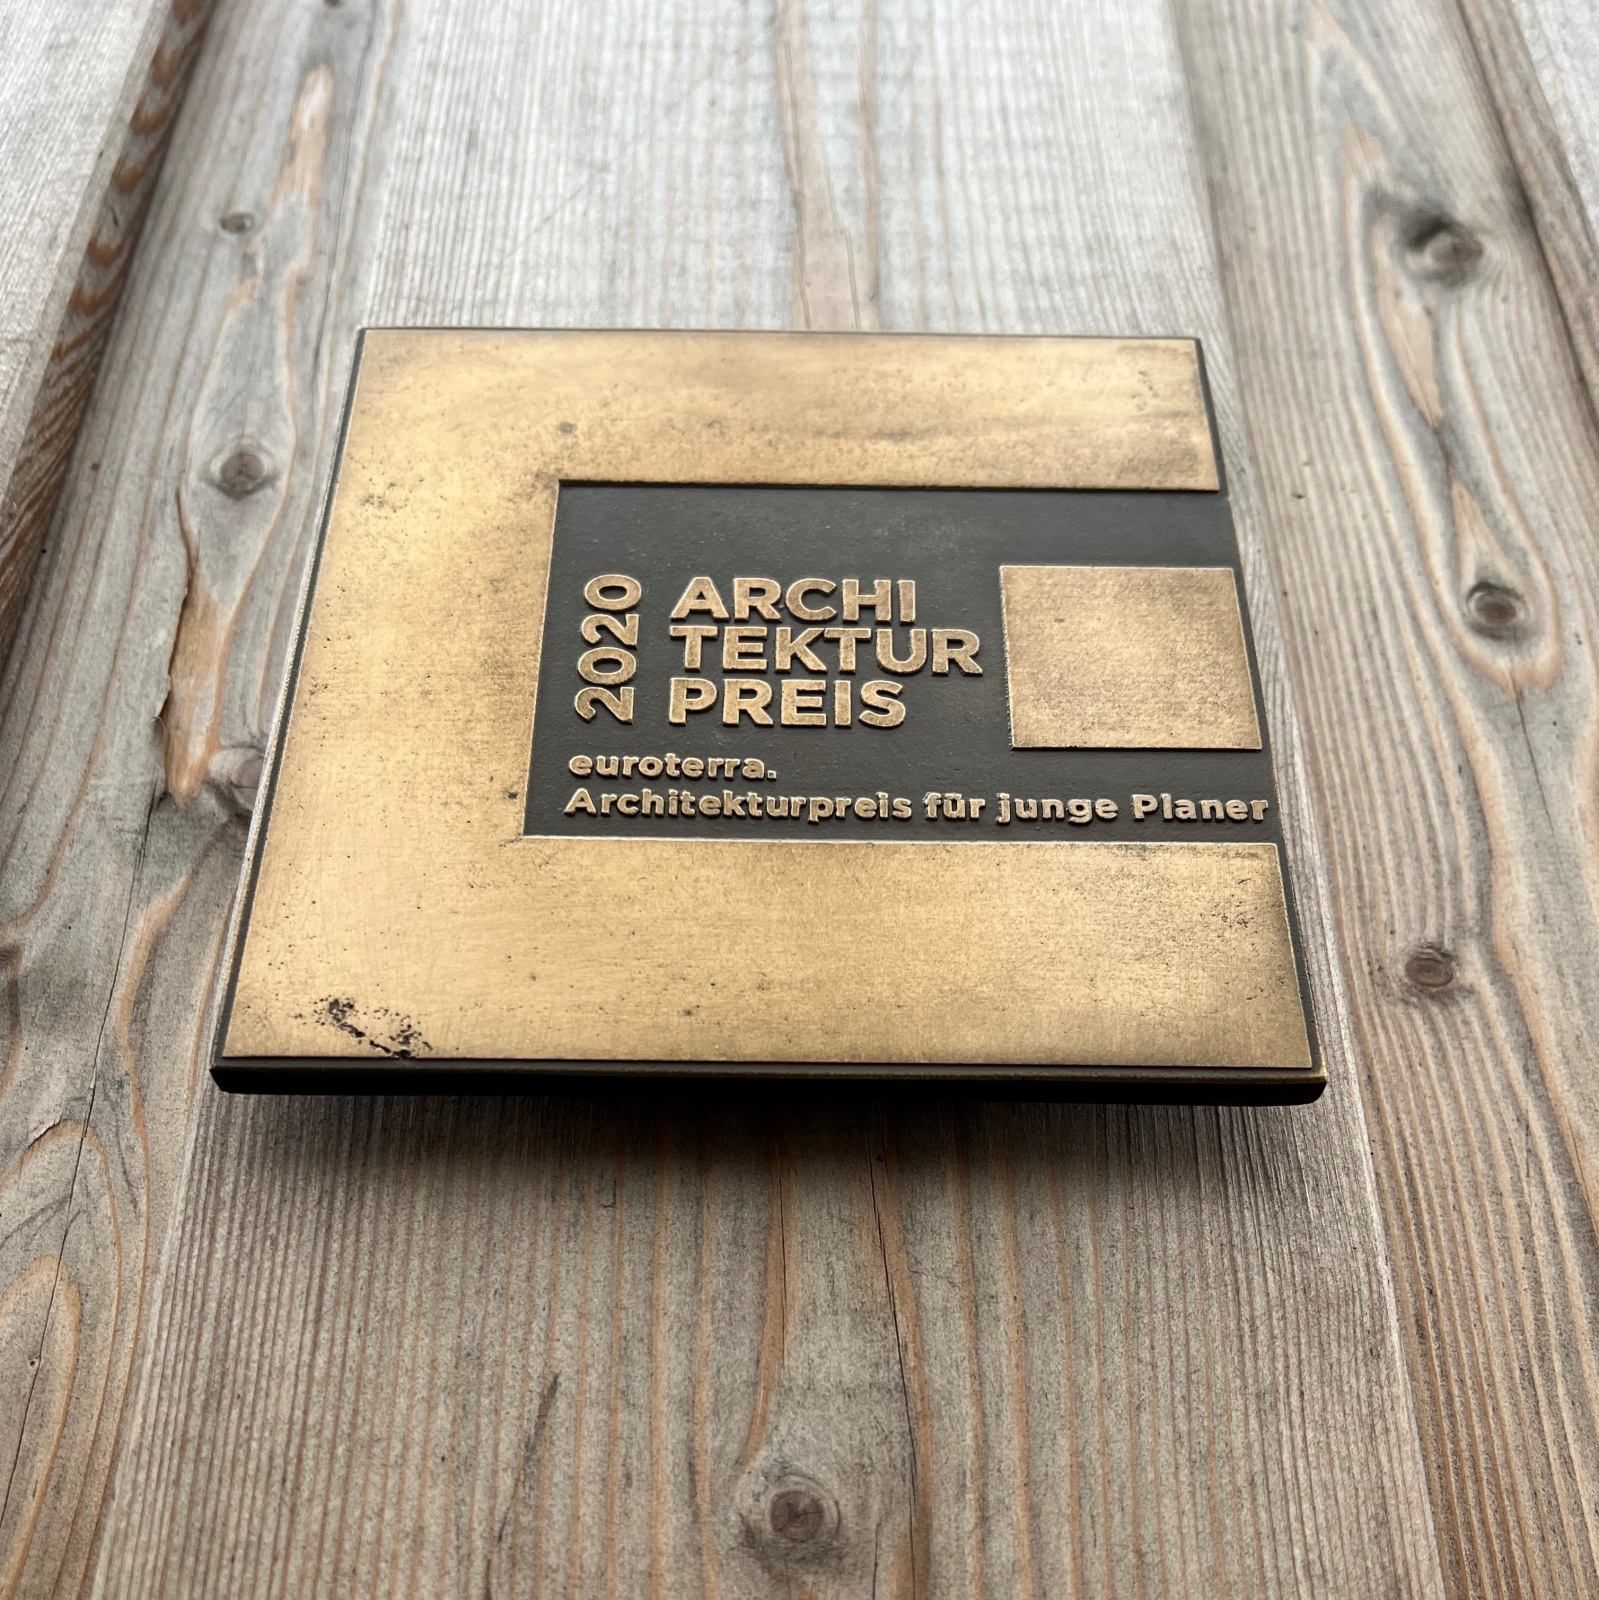 2020
ARCHI
TEKTUR
PREIS
euroterra.
Architekturpreis für junge Planer